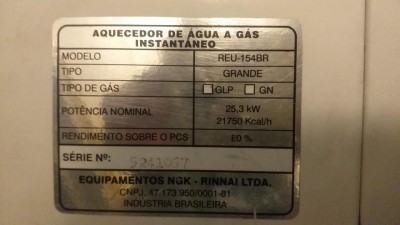 AQUECEDOR DE ÁGUA A GÁS
INSTANTÁNEO
MODELO REU-154BR
TIPO GRANDE
TIPO DE GÁS GLP GN
POTÊNCIA NOMINAL 25,3 kW
21750 Kcal/h
RENDIMENTO SOBRE O PCS 80 %
SÉRIE Nº:
EQUIPAMENTOS NGK - RINNAI LTDA.
CNPJ. 47.173.950/0001-81
INDÚSTRIA BRASILEIRA